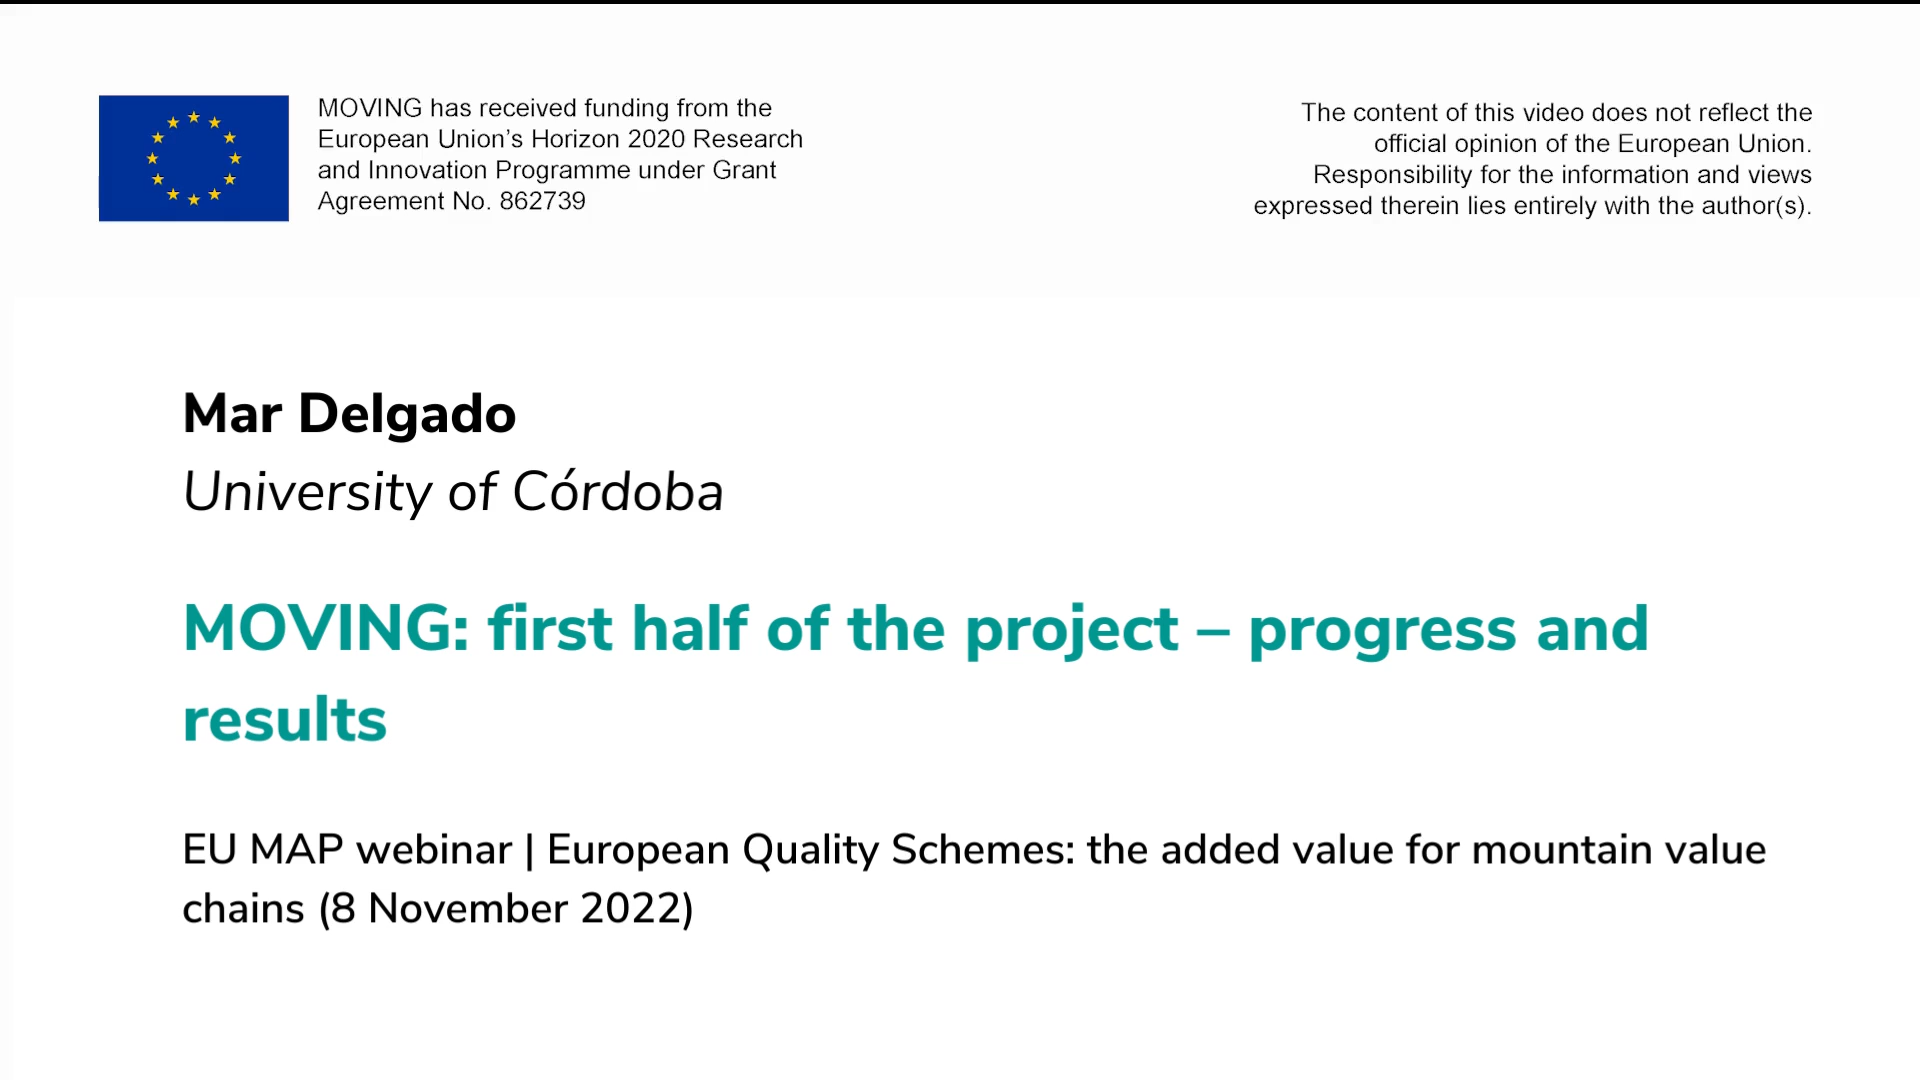 MOVING has received funding from the
European Union's Horizon 2020 Research
and Innovation Programme under Grant
Agreement No. 862739
The content of this video does not reflect the
official opinion of the European Union.
Responsibility for the information and views
expressed therein lies entirely with the author(s).
Mar Delgado
University of Córdoba
MOVING: first half of the project – progress and
results
EU MAP webinar | European Quality Schemes: the added value for mountain value
chains (8 November 2022)